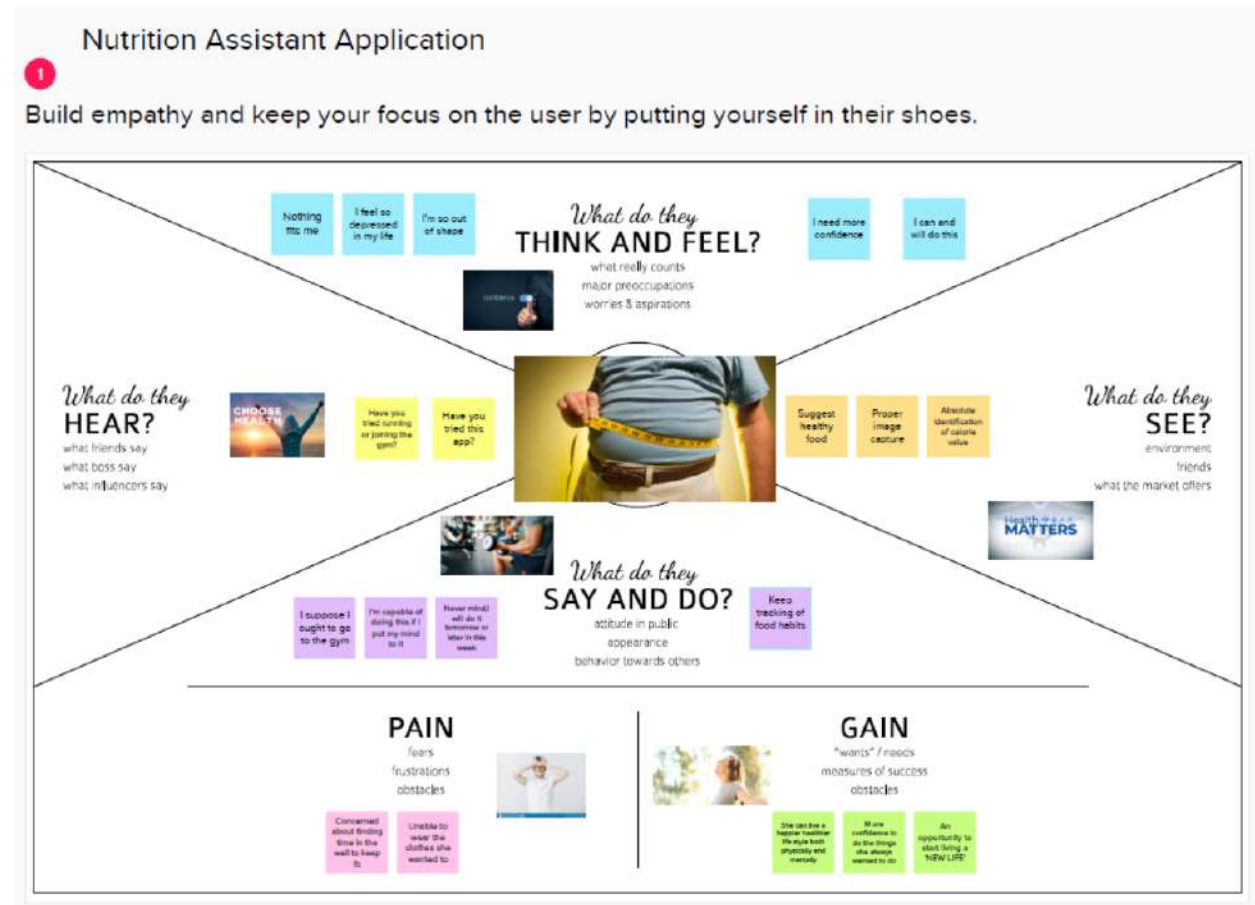 Nutrition Assistant Application
1
Build empathy and keep your focus on the user by putting yourself in their shoes.
Nothing
fits me
I feel so
depressed
in my life
I'm so out
of shape
What do they
THINK AND FEEL?
what really counts
major preoccupations
worries & aspirations
I need more
confidence
I can and
will do this
confidence
What do they
HEAR?
what friends say
what boss say
what influencers say
CHOOSE
HEALTH
Have you
tried running
or joining the
gym?
Have you
tried this
app?
Suggest
healthy
food
Proper
image
capture
Absolute
identification
of calorie
value
What do they
SEE?
environment
friends
what the market offers
Health
MATTERS
What do they
SAY AND DO?
attitude in public
appearance
behavior towards others
I suppose I
ought to go
to the gym
I'm capable of
doing this if I
put my mind
to it
Never mind,I
will do it
tomorrow or
later in this
week
Keep
tracking of
food habits
PAIN
fears
frustrations
obstacles
Concerned
about finding
time in the
well to keep
fit
Unable to
wear the
clothes she
wanted to
GAIN
"wants" / needs
measures of success
obstacles
She can live a
happier healthier
life style both
physically and
mentally
More
confidence to
do the things
she always
wanted to do
An
opportunity to
start living a
'NEW LIFE'